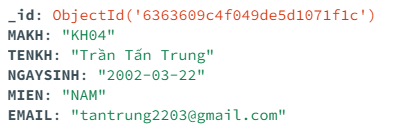 _id: ObjectId('6363609c4f049de5d1071f1c')
MAKH: "KH04"
TENKH: "Trần Tấn Trung"
NGAYSINH: "2002-03-22"
MIEN: "NAM"
EMAIL: "tantrung2203@gmail.com"